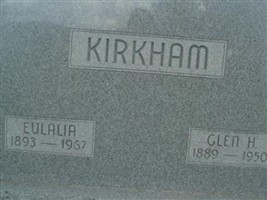 KIRKHAM
EULALIA
1893 — 1967
GLEN H.
1889 — 1950